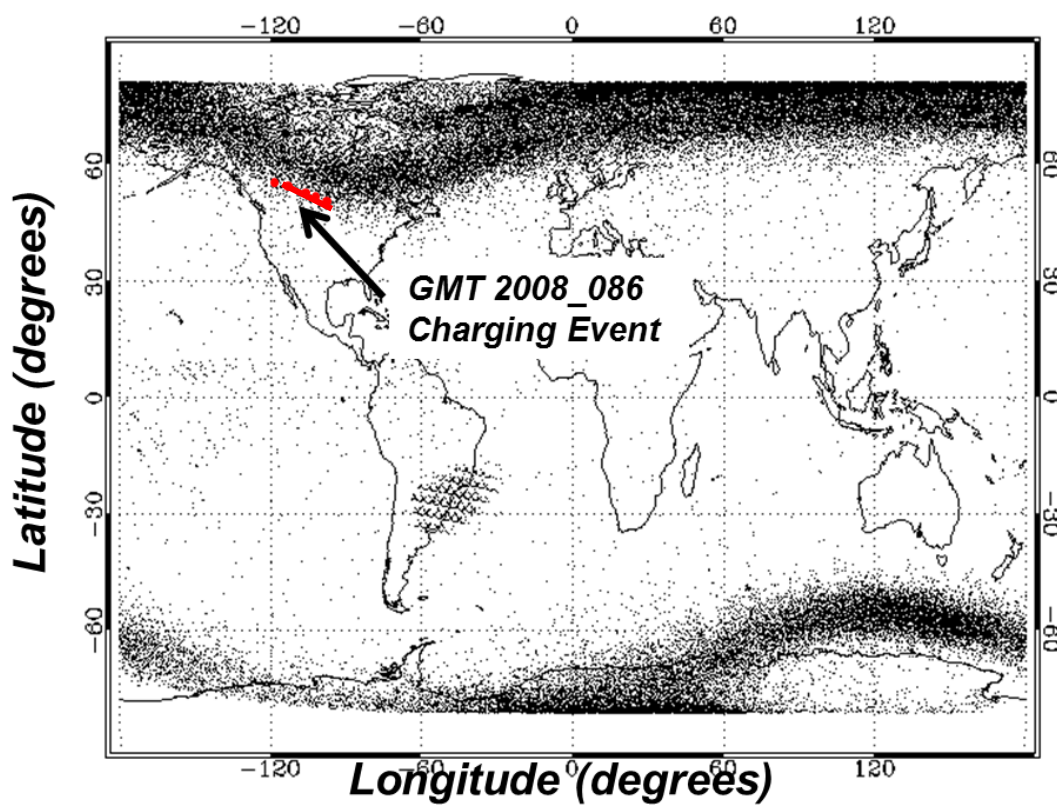 -120 -60 0 60 120
60 60
30 30
0 0
-30 -30
-60 -60
-120 -60 0 60 120
GMT 2008_086
Charging Event
Latitude (degrees)
Longitude (degrees)